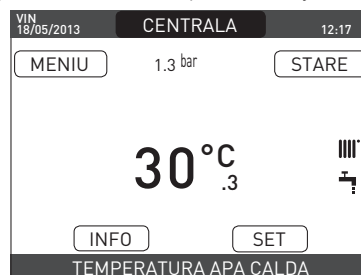 VIN CENTRALA 12:17
18/05/2013
MENIU 1.3 bar STARE
30°C
.3
INFO SET
TEMPERATURA APA CALDA